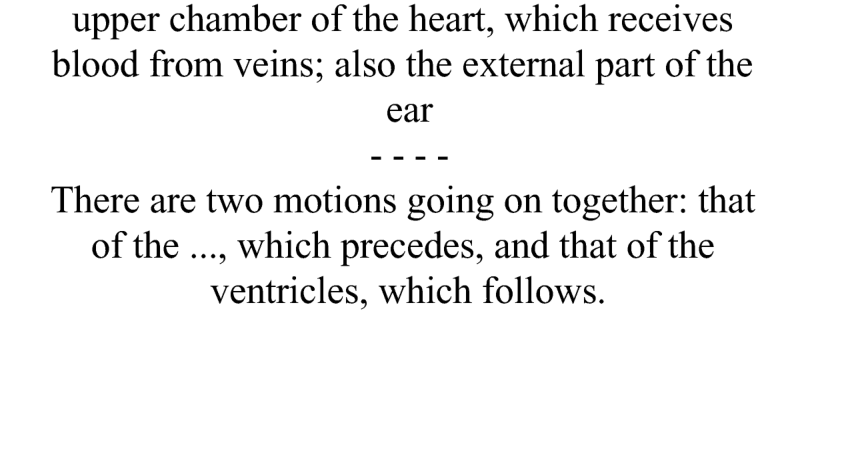 upper chamber of the heart, which receives
blood from veins; also the external part of the
ear
- - - -
There are two motions going on together: that
of the ..., which precedes, and that of the
ventricles, which follows.